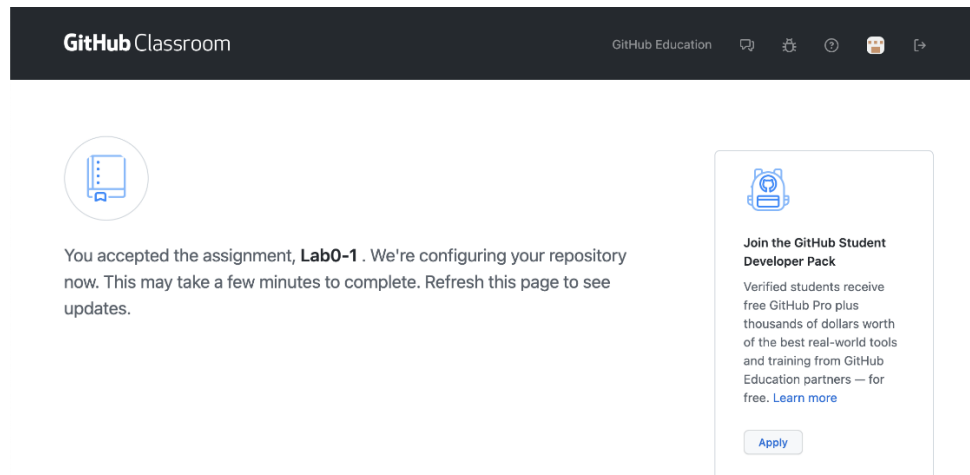 GitHub Classroom
GitHub Education
You accepted the assignment, Lab0-1 . We're configuring your repository
now. This may take a few minutes to complete. Refresh this page to see
updates.
Join the GitHub Student
Developer Pack
Verified students receive
free GitHub Pro plus
thousands of dollars worth
of the best real-world tools
and training from GitHub
Education partners — for
free. Learn more
Apply